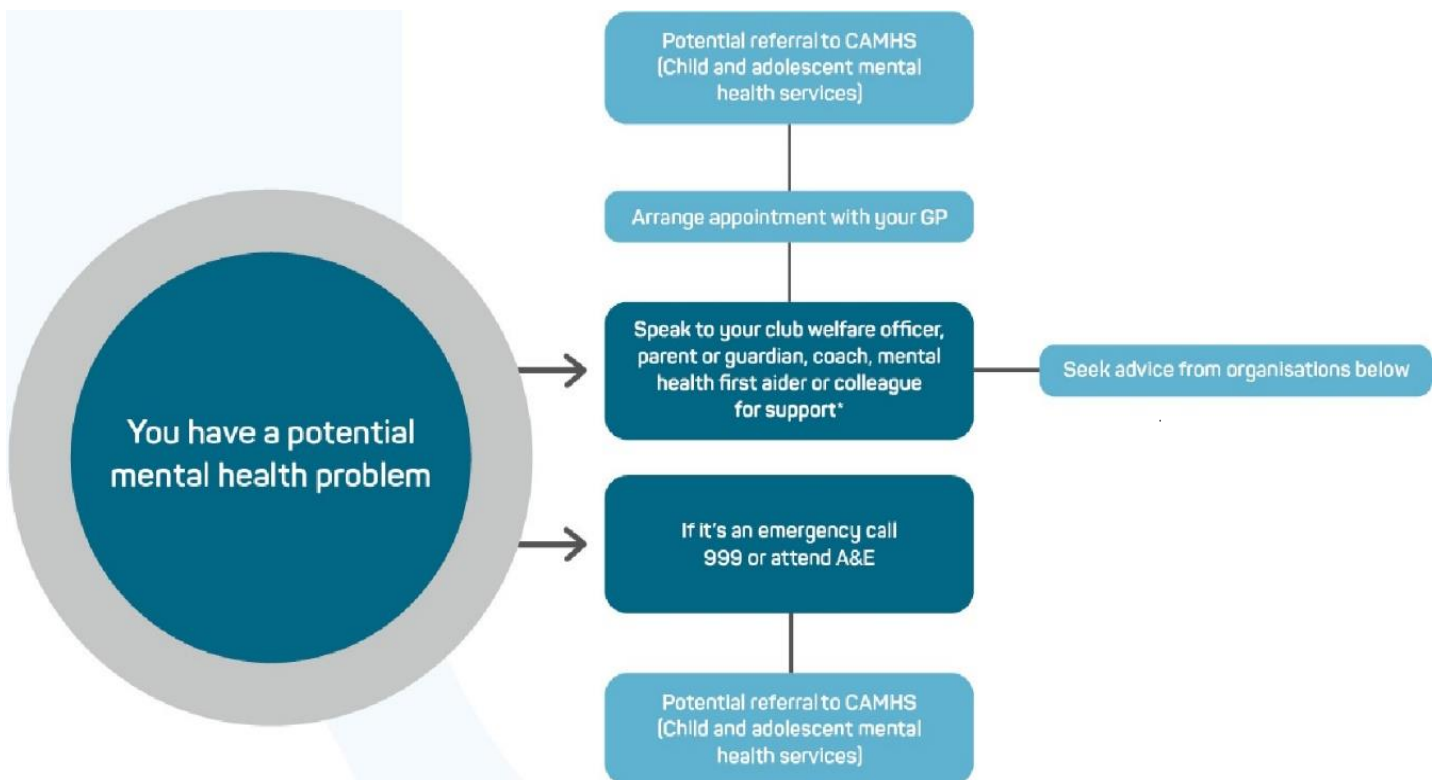 Potential referral to CAMHS
(Child and adolescent mental
health services)
Arrange appointment with your GP
Speak to your club welfare officer,
parent or guardian, coach, mental
health first aider or colleague
for support*
Seek advice from organisations below
You have a potential
mental health problem
If it's an emergency call
999 or attend A&E
Potential referral to CAMHS
(Child and adolescent mental
health services)